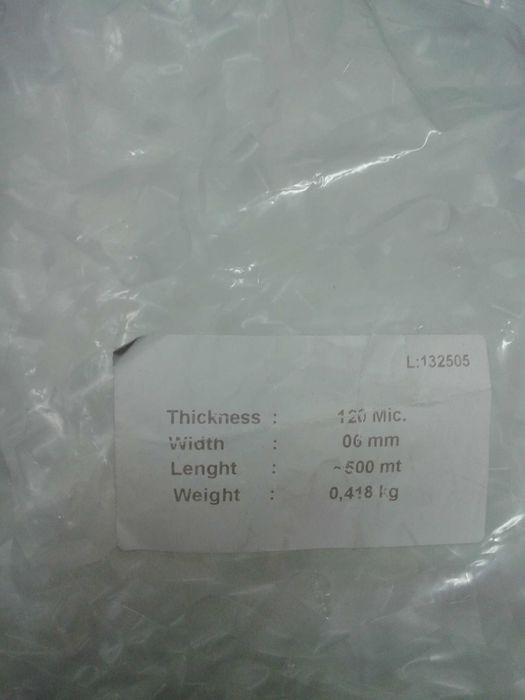 L:132505
Thickness : 120 Mic.
Width : 06 mm
Lenght : ~500 mt
Weight : 0,418 kg